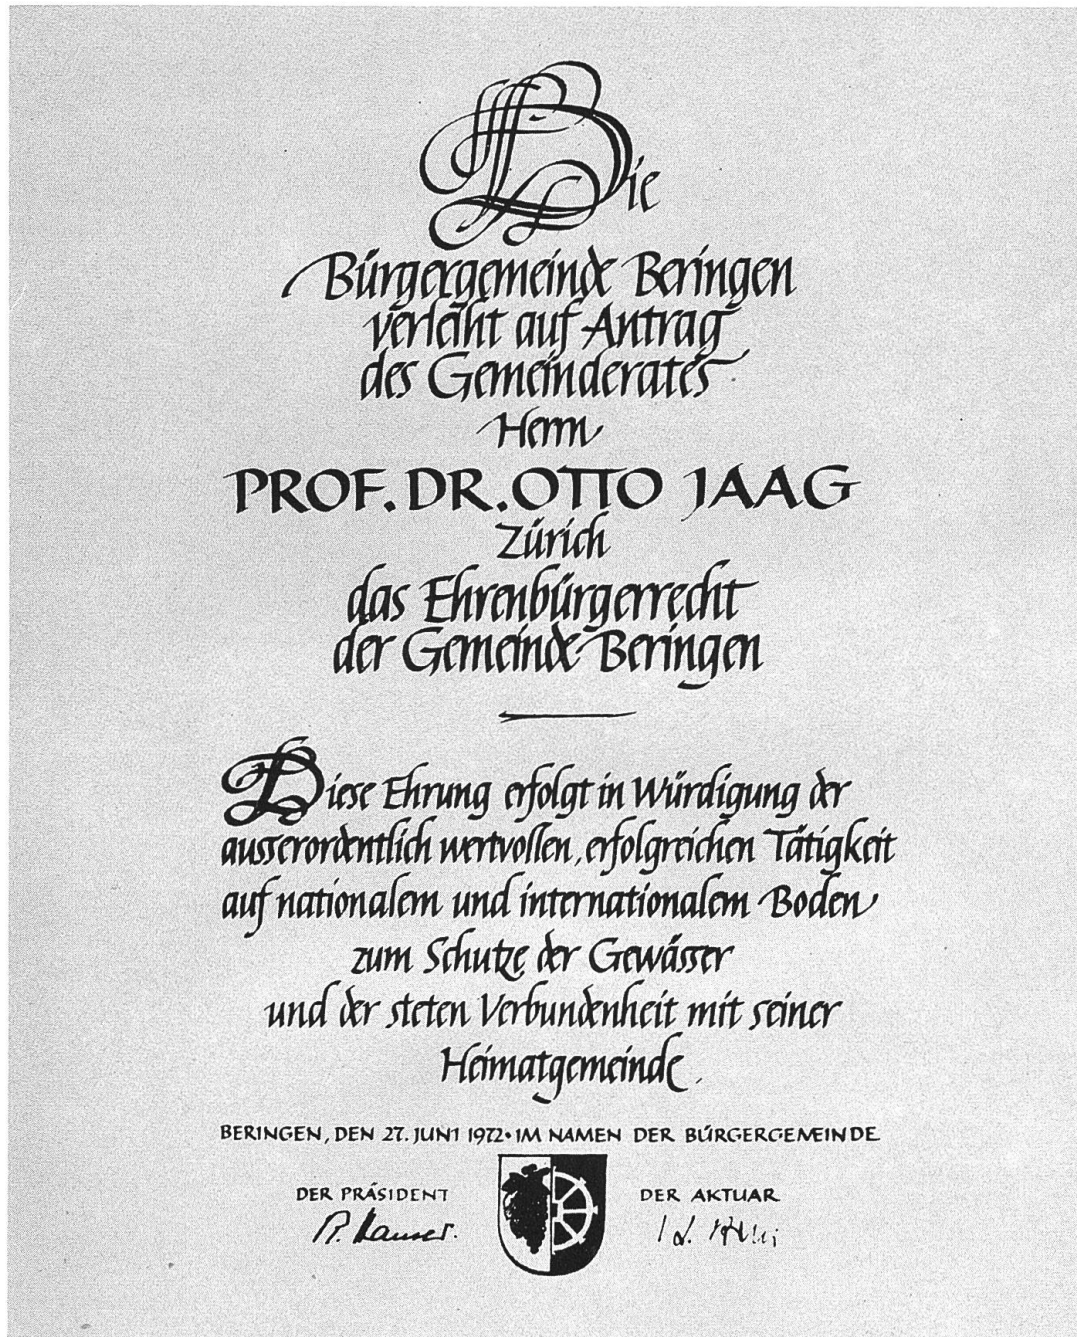 Die
Bürgergemeinde Beringen
verleiht auf Antrag
des Gemeinderates
Herrn
PROF. DR. OTTO JAAG
Zürich
das Ehrenbürgerrecht
der Gemeinde Beringen
Diese Ehrung erfolgt in Würdigung der
ausserordentlich wertvollen, erfolgreichen Tätigkeit
auf nationalem und internationalem Boden
zum Schutze der Gewässer
und der steten Verbundenheit mit seiner
Heimatgemeinde.
BERINGEN, DEN 27. JUNI 1972 • IM NAMEN DER BÜRGERGEMEINDE
DER PRÄSIDENT
DER AKTUAR